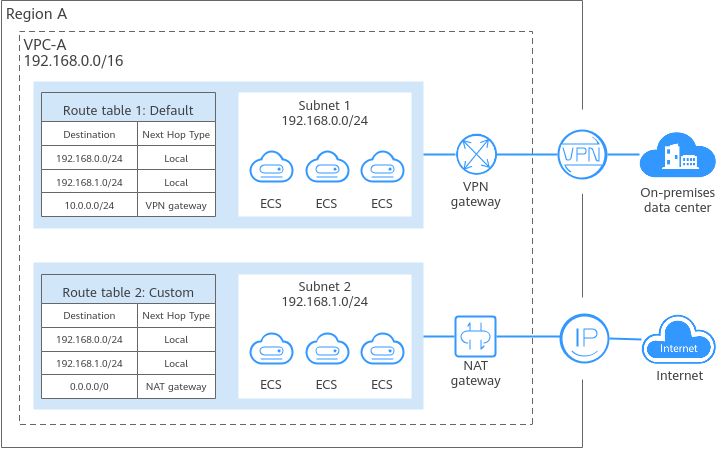 Region A
VPC-A
192.168.0.0/16
Route table 1: Default
Destination Next Hop Type
192.168.0.0/24 Local
192.168.1.0/24 Local
10.0.0.0/24 VPN gateway
Subnet 1
192.168.0.0/24
ECS ECS ECS
VPN
gateway
VPN
On-premises
data center
Route table 2: Custom
Destination Next Hop Type
192.168.0.0/24 Local
192.168.1.0/24 Local
0.0.0.0/0 NAT gateway
Subnet 2
192.168.1.0/24
ECS ECS ECS
NAT
gateway
IP
Internet
Internet